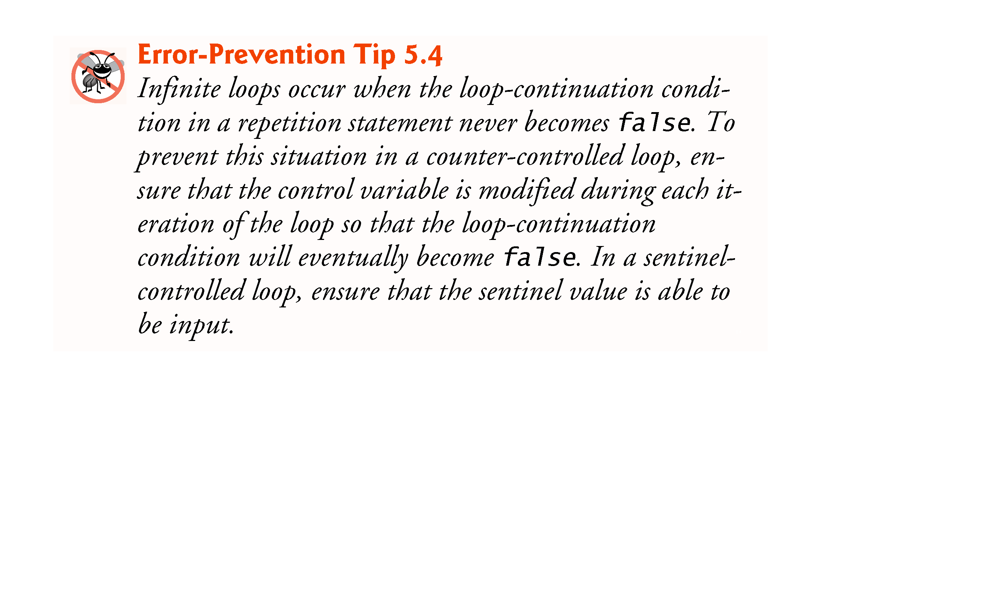 Error-Prevention Tip 5.4
Infinite loops occur when the loop-continuation condi-
tion in a repetition statement never becomes false. To
prevent this situation in a counter-controlled loop, en-
sure that the control variable is modified during each it-
eration of the loop so that the loop-continuation
condition will eventually become false. In a sentinel-
controlled loop, ensure that the sentinel value is able to
be input.